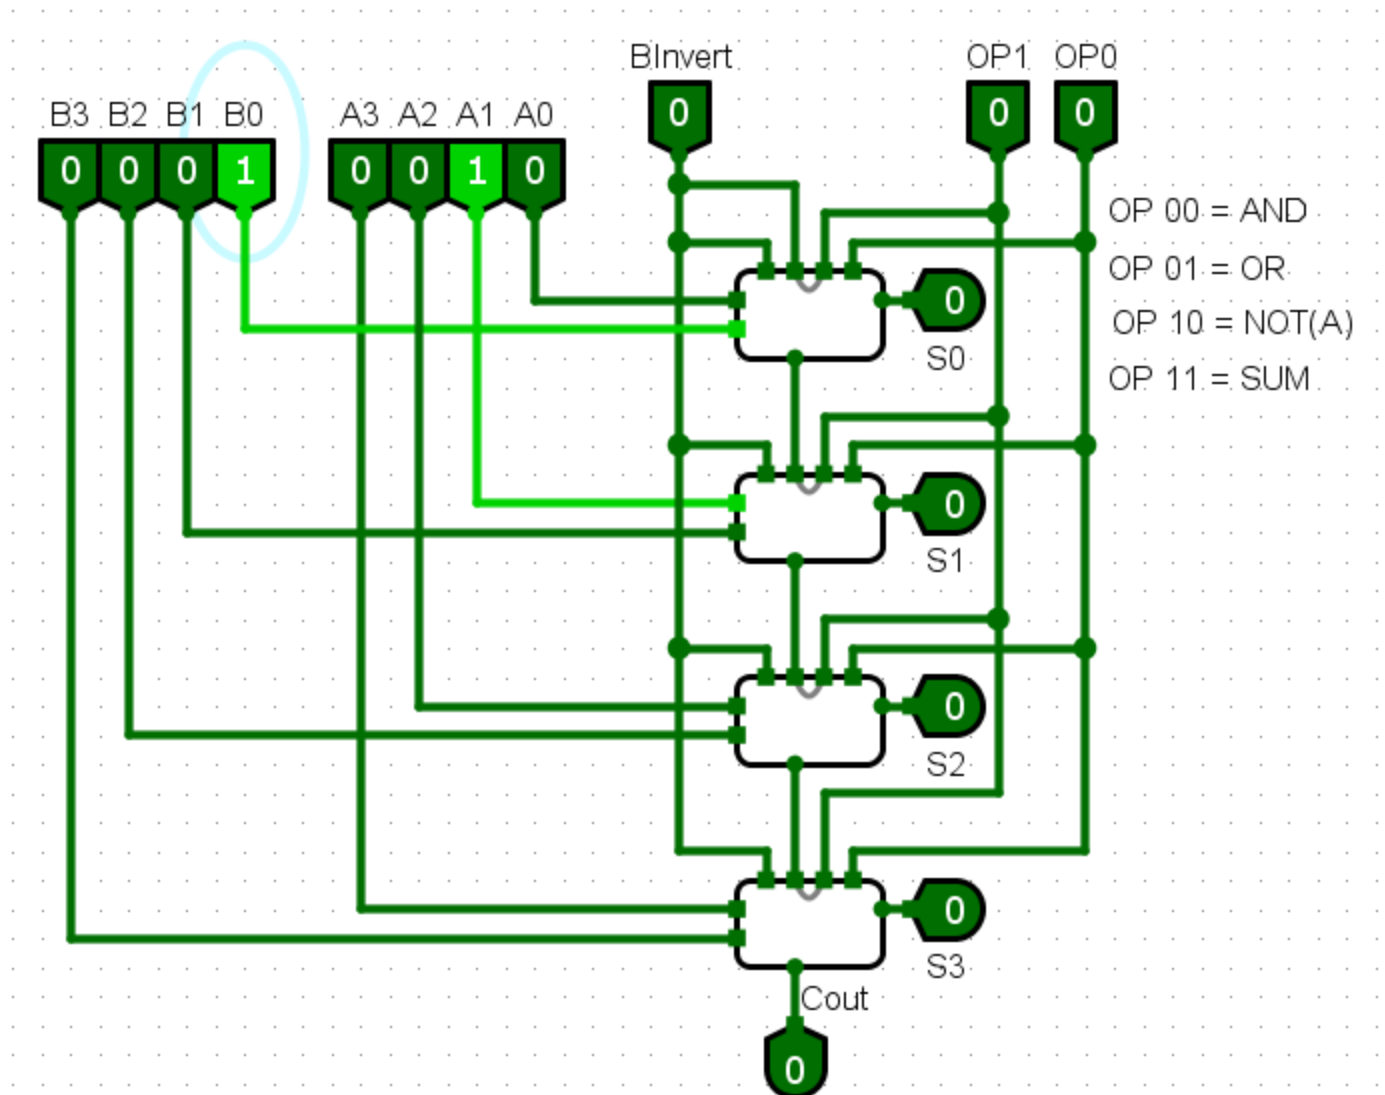 BInvert OP1 OP0
0 0 0
B3 B2 B1 B0 A3 A2 A1 A0
0 0 0 1 0 0 1 0
OP 00 = AND
OP 01 = OR
OP 10 = NOT(A)
OP 11 = SUM
0
S0
0
S1
0
S2
0
S3
Cout
0